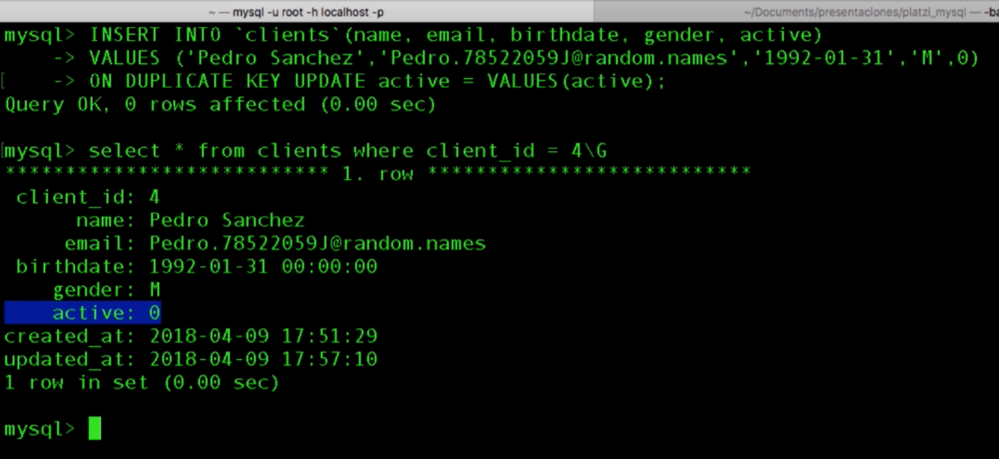 ~ — mysql -u root -h localhost -p
~/Documents/presentaciones/platzi_mysql — -ba
mysql> INSERT INTO `clients`(name, email, birthdate, gender, active)
    -> VALUES ('Pedro Sanchez','Pedro.78522059J@random.names','1992-01-31','M',0)
[    -> ON DUPLICATE KEY UPDATE active = VALUES(active);
Query OK, 0 rows affected (0.00 sec)
[mysql> select * from clients where client_id = 4\G
*************************** 1. row ***************************
 client_id: 4
      name: Pedro Sanchez
     email: Pedro.78522059J@random.names
 birthdate: 1992-01-31 00:00:00
    gender: M
    active: 0
created_at: 2018-04-09 17:51:29
updated_at: 2018-04-09 17:57:10
1 row in set (0.00 sec)
mysql>